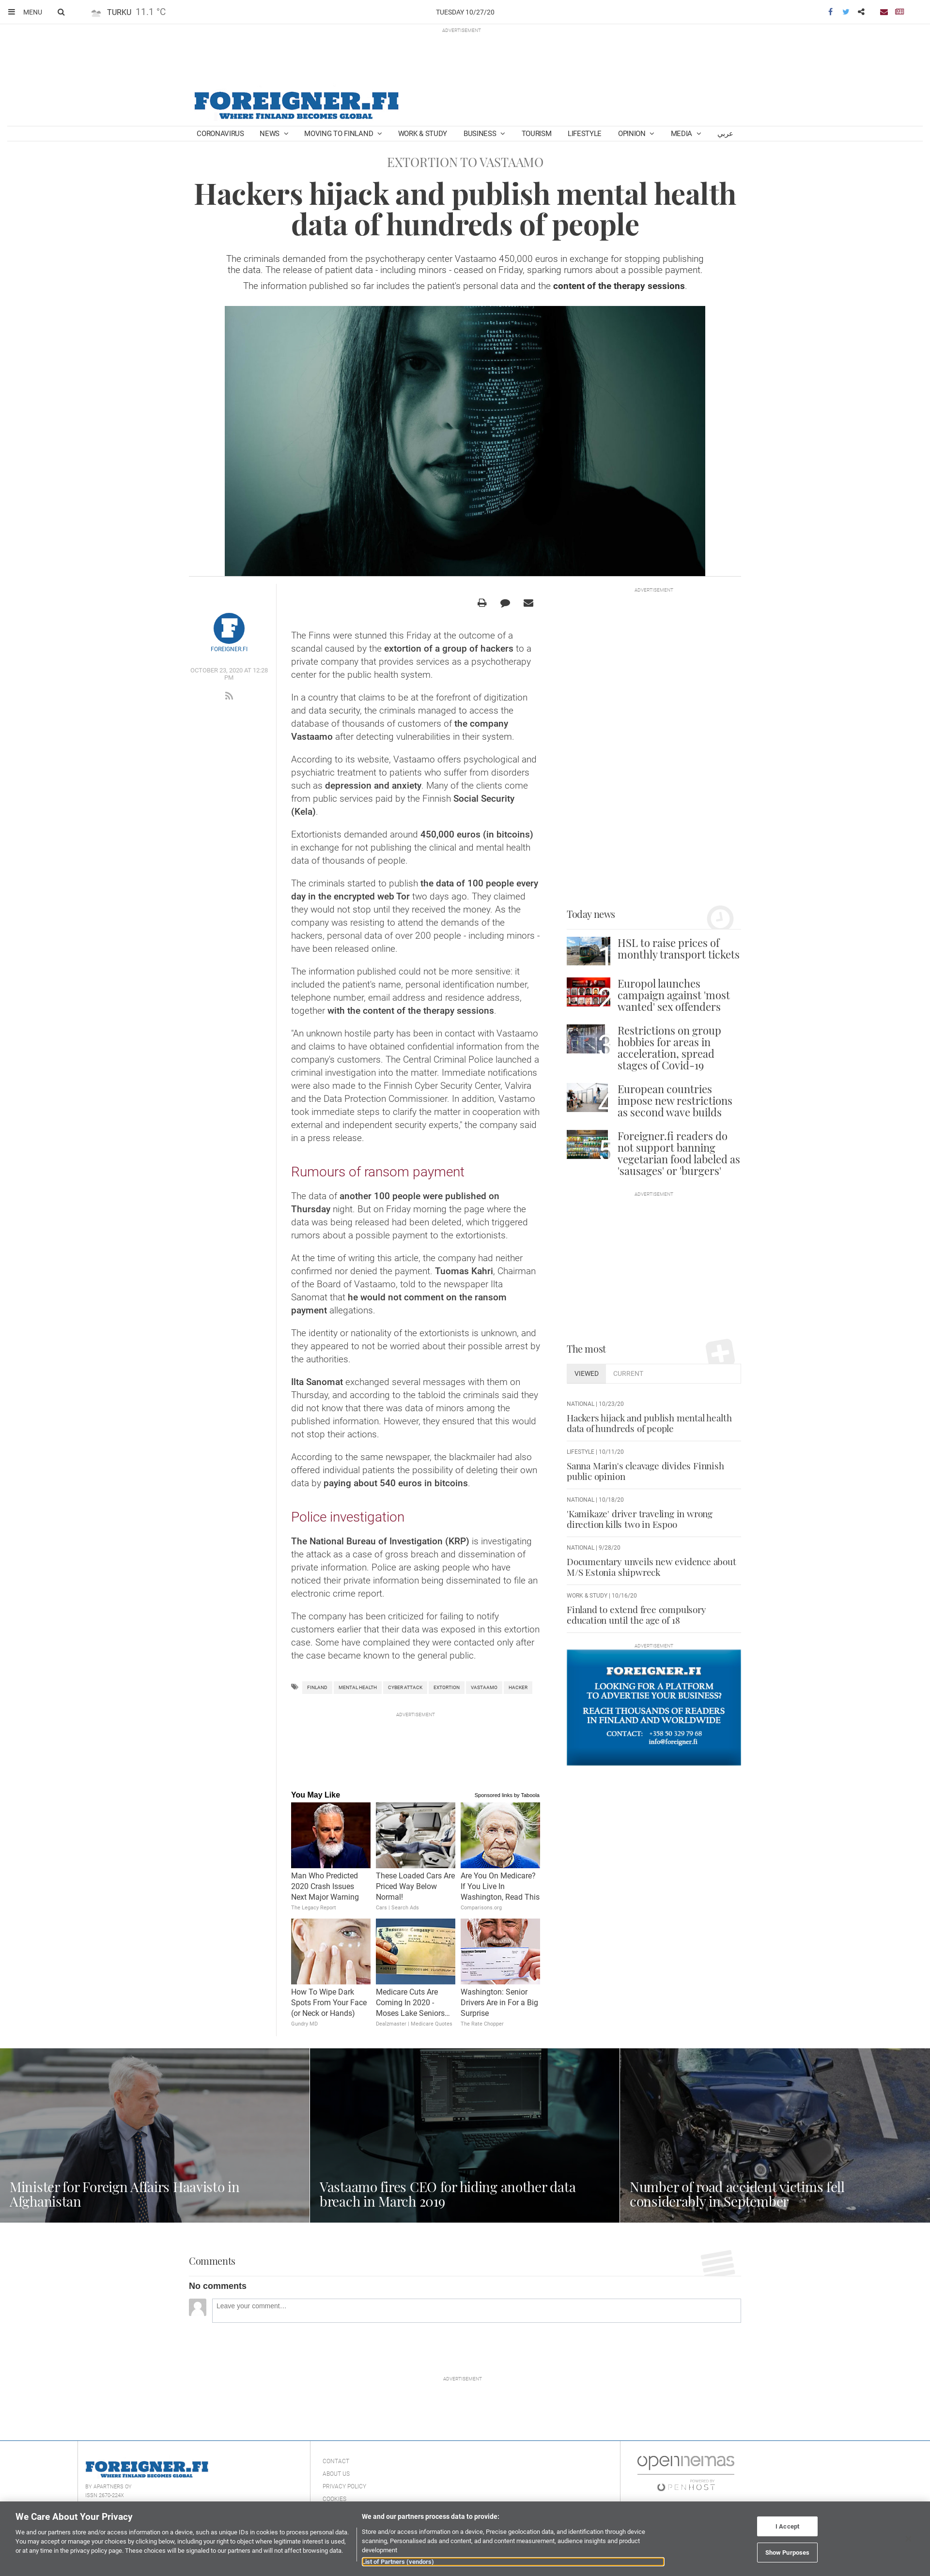 MENU
TURKU 11.1 °C
TUESDAY 10/27/20
ADVERTISEMENT
FOREIGNER.FI
WHERE FINLAND BECOMES GLOBAL
CORONAVIRUS NEWS MOVING TO FINLAND WORK & STUDY BUSINESS TOURISM LIFESTYLE OPINION MEDIA عربي
EXTORTION TO VASTAAMO
Hackers hijack and publish mental health
data of hundreds of people
The criminals demanded from the psychotherapy center Vastaamo 450,000 euros in exchange for stopping publishing
the data. The release of patient data - including minors - ceased on Friday, sparking rumors about a possible payment.
The information published so far includes the patient's personal data and the content of the therapy sessions.
FOREIGNER.FI
OCTOBER 23, 2020 AT 12:28
PM
The Finns were stunned this Friday at the outcome of a
scandal caused by the extortion of a group of hackers to a
private company that provides services as a psychotherapy
center for the public health system.
In a country that claims to be at the forefront of digitization
and data security, the criminals managed to access the
database of thousands of customers of the company
Vastaamo after detecting vulnerabilities in their system.
According to its website, Vastaamo offers psychological and
psychiatric treatment to patients who suffer from disorders
such as depression and anxiety. Many of the clients come
from public services paid by the Finnish Social Security
(Kela).
Extortionists demanded around 450,000 euros (in bitcoins)
in exchange for not publishing the clinical and mental health
data of thousands of people.
The criminals started to publish the data of 100 people every
day in the encrypted web Tor two days ago. They claimed
they would not stop until they received the money. As the
company was resisting to attend the demands of the
hackers, personal data of over 200 people - including minors -
have been released online.
The information published could not be more sensitive: it
included the patient's name, personal identification number,
telephone number, email address and residence address,
together with the content of the therapy sessions.
"An unknown hostile party has been in contact with Vastaamo
and claims to have obtained confidential information from the
company's customers. The Central Criminal Police launched a
criminal investigation into the matter. Immediate notifications
were also made to the Finnish Cyber Security Center, Valvira
and the Data Protection Commissioner. In addition, Vastamo
took immediate steps to clarify the matter in cooperation with
external and independent security experts," the company said
in a press release.
Rumours of ransom payment
The data of another 100 people were published on
Thursday night. But on Friday morning the page where the
data was being released had been deleted, which triggered
rumors about a possible payment to the extortionists.
At the time of writing this article, the company had neither
confirmed nor denied the payment. Tuomas Kahri, Chairman
of the Board of Vastaamo, told to the newspaper Ilta
Sanomat that he would not comment on the ransom
payment allegations.
The identity or nationality of the extortionists is unknown, and
they appeared not to be worried about their possible arrest by
the authorities.
Ilta Sanomat exchanged several messages with them on
Thursday, and according to the tabloid the criminals said they
did not know that there was data of minors among the
published information. However, they ensured that this would
not stop their actions.
According to the same newspaper, the blackmailer had also
offered individual patients the possibility of deleting their own
data by paying about 540 euros in bitcoins.
Police investigation
The National Bureau of Investigation (KRP) is investigating
the attack as a case of gross breach and dissemination of
private information. Police are asking people who have
noticed their private information being disseminated to file an
electronic crime report.
The company has been criticized for failing to notify
customers earlier that their data was exposed in this extortion
case. Some have complained they were contacted only after
the case became known to the general public.
FINLAND MENTAL HEALTH CYBER ATTACK EXTORTION VASTAAMO HACKER
ADVERTISEMENT
You May Like
Sponsored links by Taboola
Man Who Predicted
2020 Crash Issues
Next Major Warning
The Legacy Report
These Loaded Cars Are
Priced Way Below
Normal!
Cars | Search Ads
Are You On Medicare?
If You Live In
Washington, Read This
Comparisons.org
How To Wipe Dark
Spots From Your Face
(or Neck or Hands)
Gundry MD
Medicare Cuts Are
Coming In 2020 -
Moses Lake Seniors...
Dealzmaster | Medicare Quotes
Washington: Senior
Drivers Are in For a Big
Surprise
The Rate Chopper
ADVERTISEMENT
Today news
1
HSL to raise prices of
monthly transport tickets
2
Europol launches
campaign against 'most
wanted' sex offenders
3
Restrictions on group
hobbies for areas in
acceleration, spread
stages of Covid-19
4
European countries
impose new restrictions
as second wave builds
5
Foreigner.fi readers do
not support banning
vegetarian food labeled as
'sausages' or 'burgers'
ADVERTISEMENT
The most
VIEWED CURRENT
NATIONAL | 10/23/20
Hackers hijack and publish mental health
data of hundreds of people
LIFESTYLE | 10/11/20
Sanna Marin's cleavage divides Finnish
public opinion
NATIONAL | 10/18/20
'Kamikaze' driver traveling in wrong
direction kills two in Espoo
NATIONAL | 9/28/20
Documentary unveils new evidence about
M/S Estonia shipwreck
WORK & STUDY | 10/16/20
Finland to extend free compulsory
education until the age of 18
ADVERTISEMENT
FOREIGNER.FI
LOOKING FOR A PLATFORM
TO ADVERTISE YOUR BUSINESS?
REACH THOUSANDS OF READERS
IN FINLAND AND WORLDWIDE
CONTACT: +358 50 329 79 68
info@foreigner.fi
Minister for Foreign Affairs Haavisto in
Afghanistan
Vastaamo fires CEO for hiding another data
breach in March 2019
Number of road accident victims fell
considerably in September
Comments
No comments
Leave your comment...
ADVERTISEMENT
FOREIGNER.FI
WHERE FINLAND BECOMES GLOBAL
BY APARTNERS OY
ISSN 2670-224X
CONTACT
ABOUT US
PRIVACY POLICY
COOKIES
opennemas
POWERED BY
OPENHOST
We Care About Your Privacy
We and our partners store and/or access information on a device, such as unique IDs in cookies to process personal data.
You may accept or manage your choices by clicking below, including your right to object where legitimate interest is used,
or at any time in the privacy policy page. These choices will be signaled to our partners and will not affect browsing data.
We and our partners process data to provide:
Store and/or access information on a device, Precise geolocation data, and identification through device
scanning, Personalised ads and content, ad and content measurement, audience insights and product
development
List of Partners (vendors)
I Accept
Show Purposes